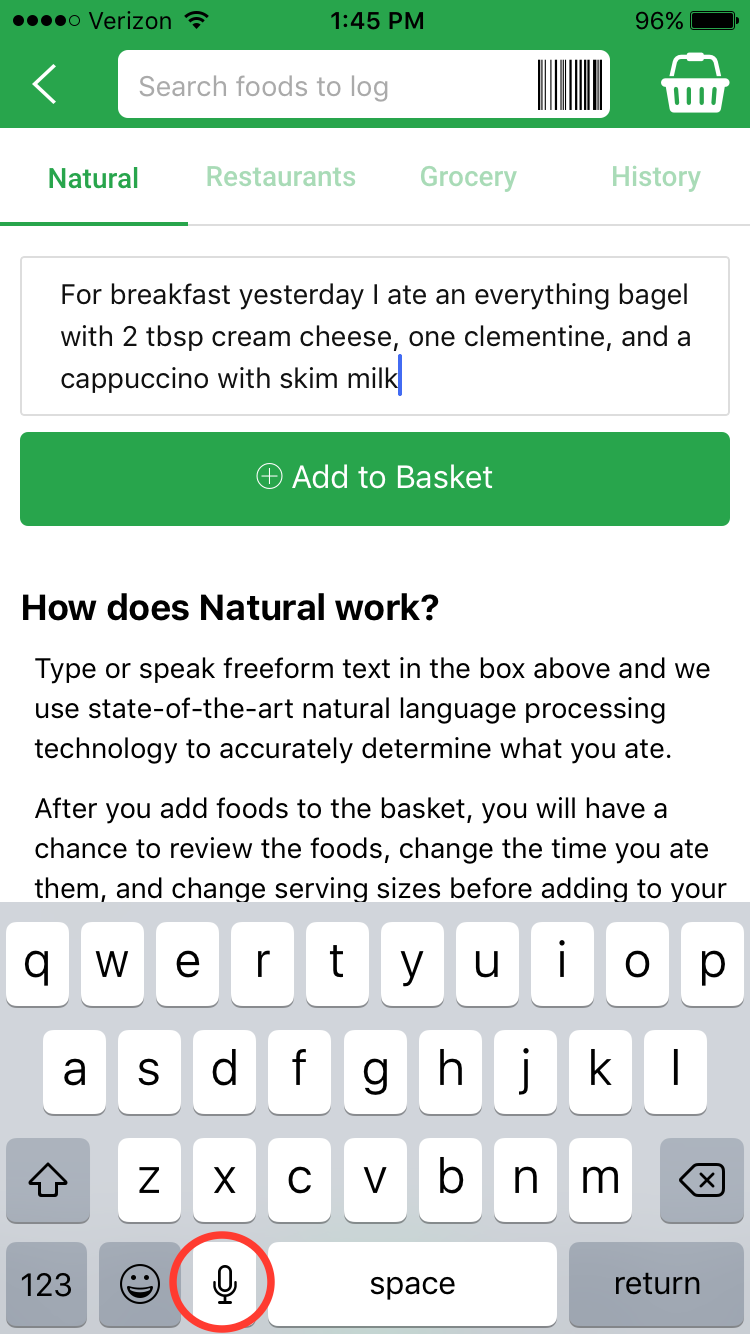 Verizon 1:45 PM 96%
Search foods to log
Natural Restaurants Grocery History
For breakfast yesterday I ate an everything bagel
with 2 tbsp cream cheese, one clementine, and a
cappuccino with skim milk
Add to Basket
How does Natural work?
Type or speak freeform text in the box above and we
use state-of-the-art natural language processing
technology to accurately determine what you ate.
After you add foods to the basket, you will have a
chance to review the foods, change the time you ate
them, and change serving sizes before adding to your
q w e r t y u i o p
a s d f g h j k l
z x c v b n m
123 space return